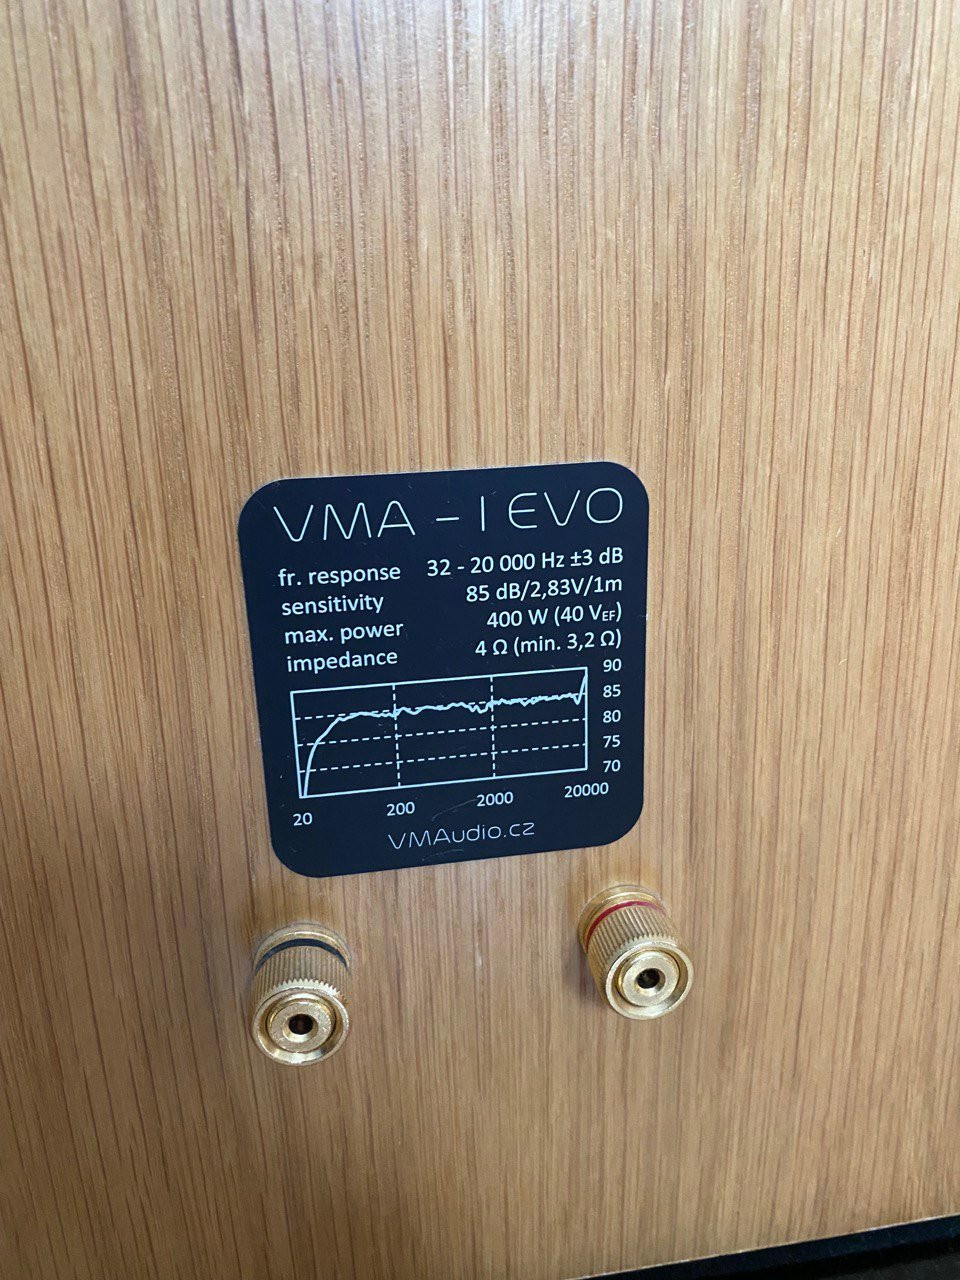 VMA - I EVO
fr. response 32 - 20 000 Hz ±3 dB
sensitivity 85 dB/2,83V/1m
max. power 400 W (40 VEF)
impedance 4 Ω (min. 3,2 Ω)
90
85
80
75
70
20 200 2000 20000
VMAudio.cz